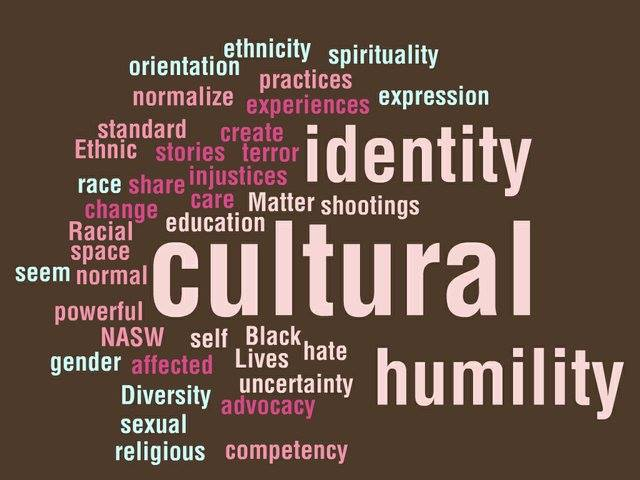 ethnicity
spirituality
orientation
practices
normalize
experiences
expression
standard
create
identity
Ethnic
stories
terror
race
share
injustices
change
care
Matter
shootings
Racial
education
space
cultural
seem
normal
powerful
NASW
self
Black
hate
gender
affected
Lives
humility
Diversity
uncertainty
advocacy
sexual
religious
competency